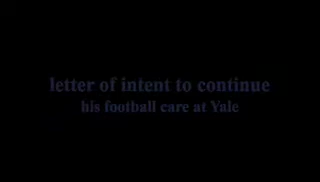 letter of intent to continue
his football care at Yale